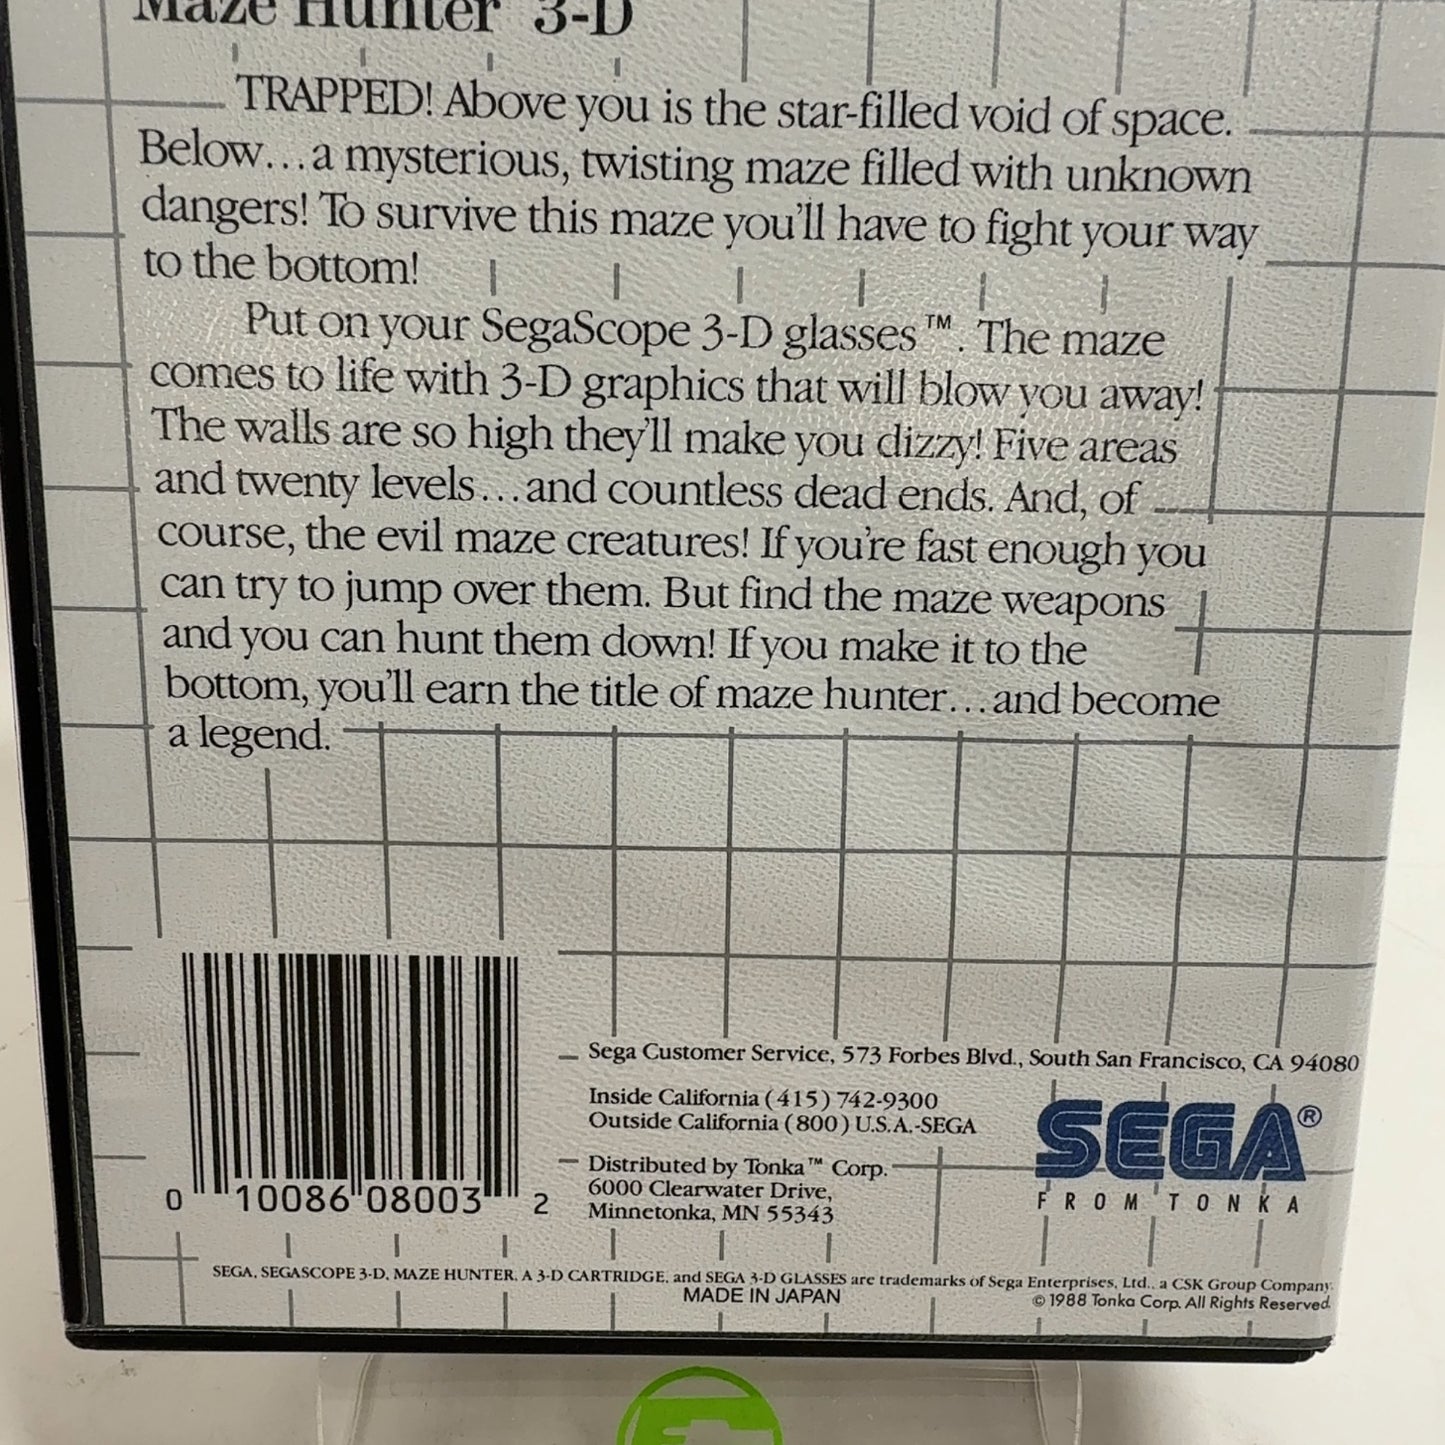 Maze Hunter 3-D
TRAPPED! Above you is the star-filled void of space.
Below...a mysterious, twisting maze filled with unknown
dangers! To survive this maze you'll have to fight your way
to the bottom!
Put on your SegaScope 3-D glasses™. The maze
comes to life with 3-D graphics that will blow you away!
The walls are so high they'll make you dizzy! Five areas
and twenty levels...and countless dead ends. And, of
course, the evil maze creatures! If you're fast enough you
can try to jump over them. But find the maze weapons
and you can hunt them down! If you make it to the
bottom, you'll earn the title of maze hunter...and become
a legend.
0 10086 08003 2
Sega Customer Service, 573 Forbes Blvd., South San Francisco, CA 94080
Inside California (415) 742-9300
Outside California (800) U.S.A.-SEGA
Distributed by Tonka™ Corp.
6000 Clearwater Drive,
Minnetonka, MN 55343
SEGA®
FROM TONKA
SEGA, SEGASCOPE 3-D, MAZE HUNTER, A 3-D CARTRIDGE, and SEGA 3-D GLASSES are trademarks of Sega Enterprises, Ltd., a CSK Group Company.
MADE IN JAPAN
© 1988 Tonka Corp. All Rights Reserved.